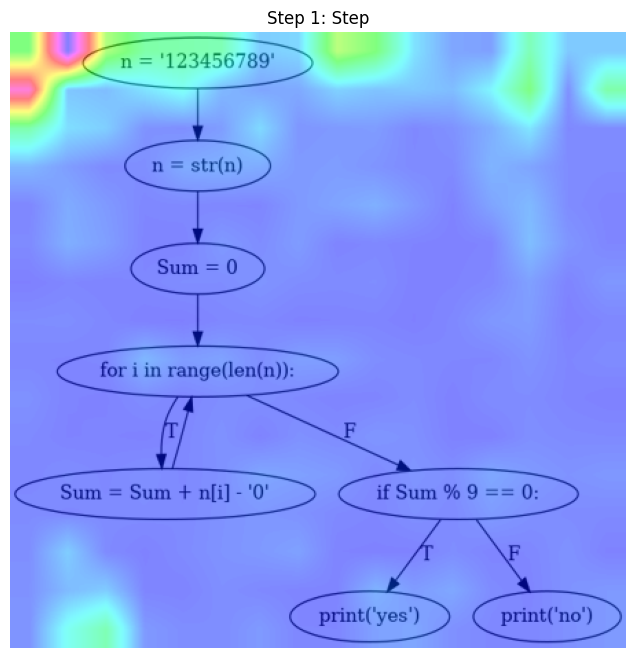 Step 1: Step
n = '123456789'
n = str(n)
Sum = 0
for i in range(len(n)):
T
F
Sum = Sum + n[i] - '0'
if Sum % 9 == 0:
T
F
print('yes')
print('no')